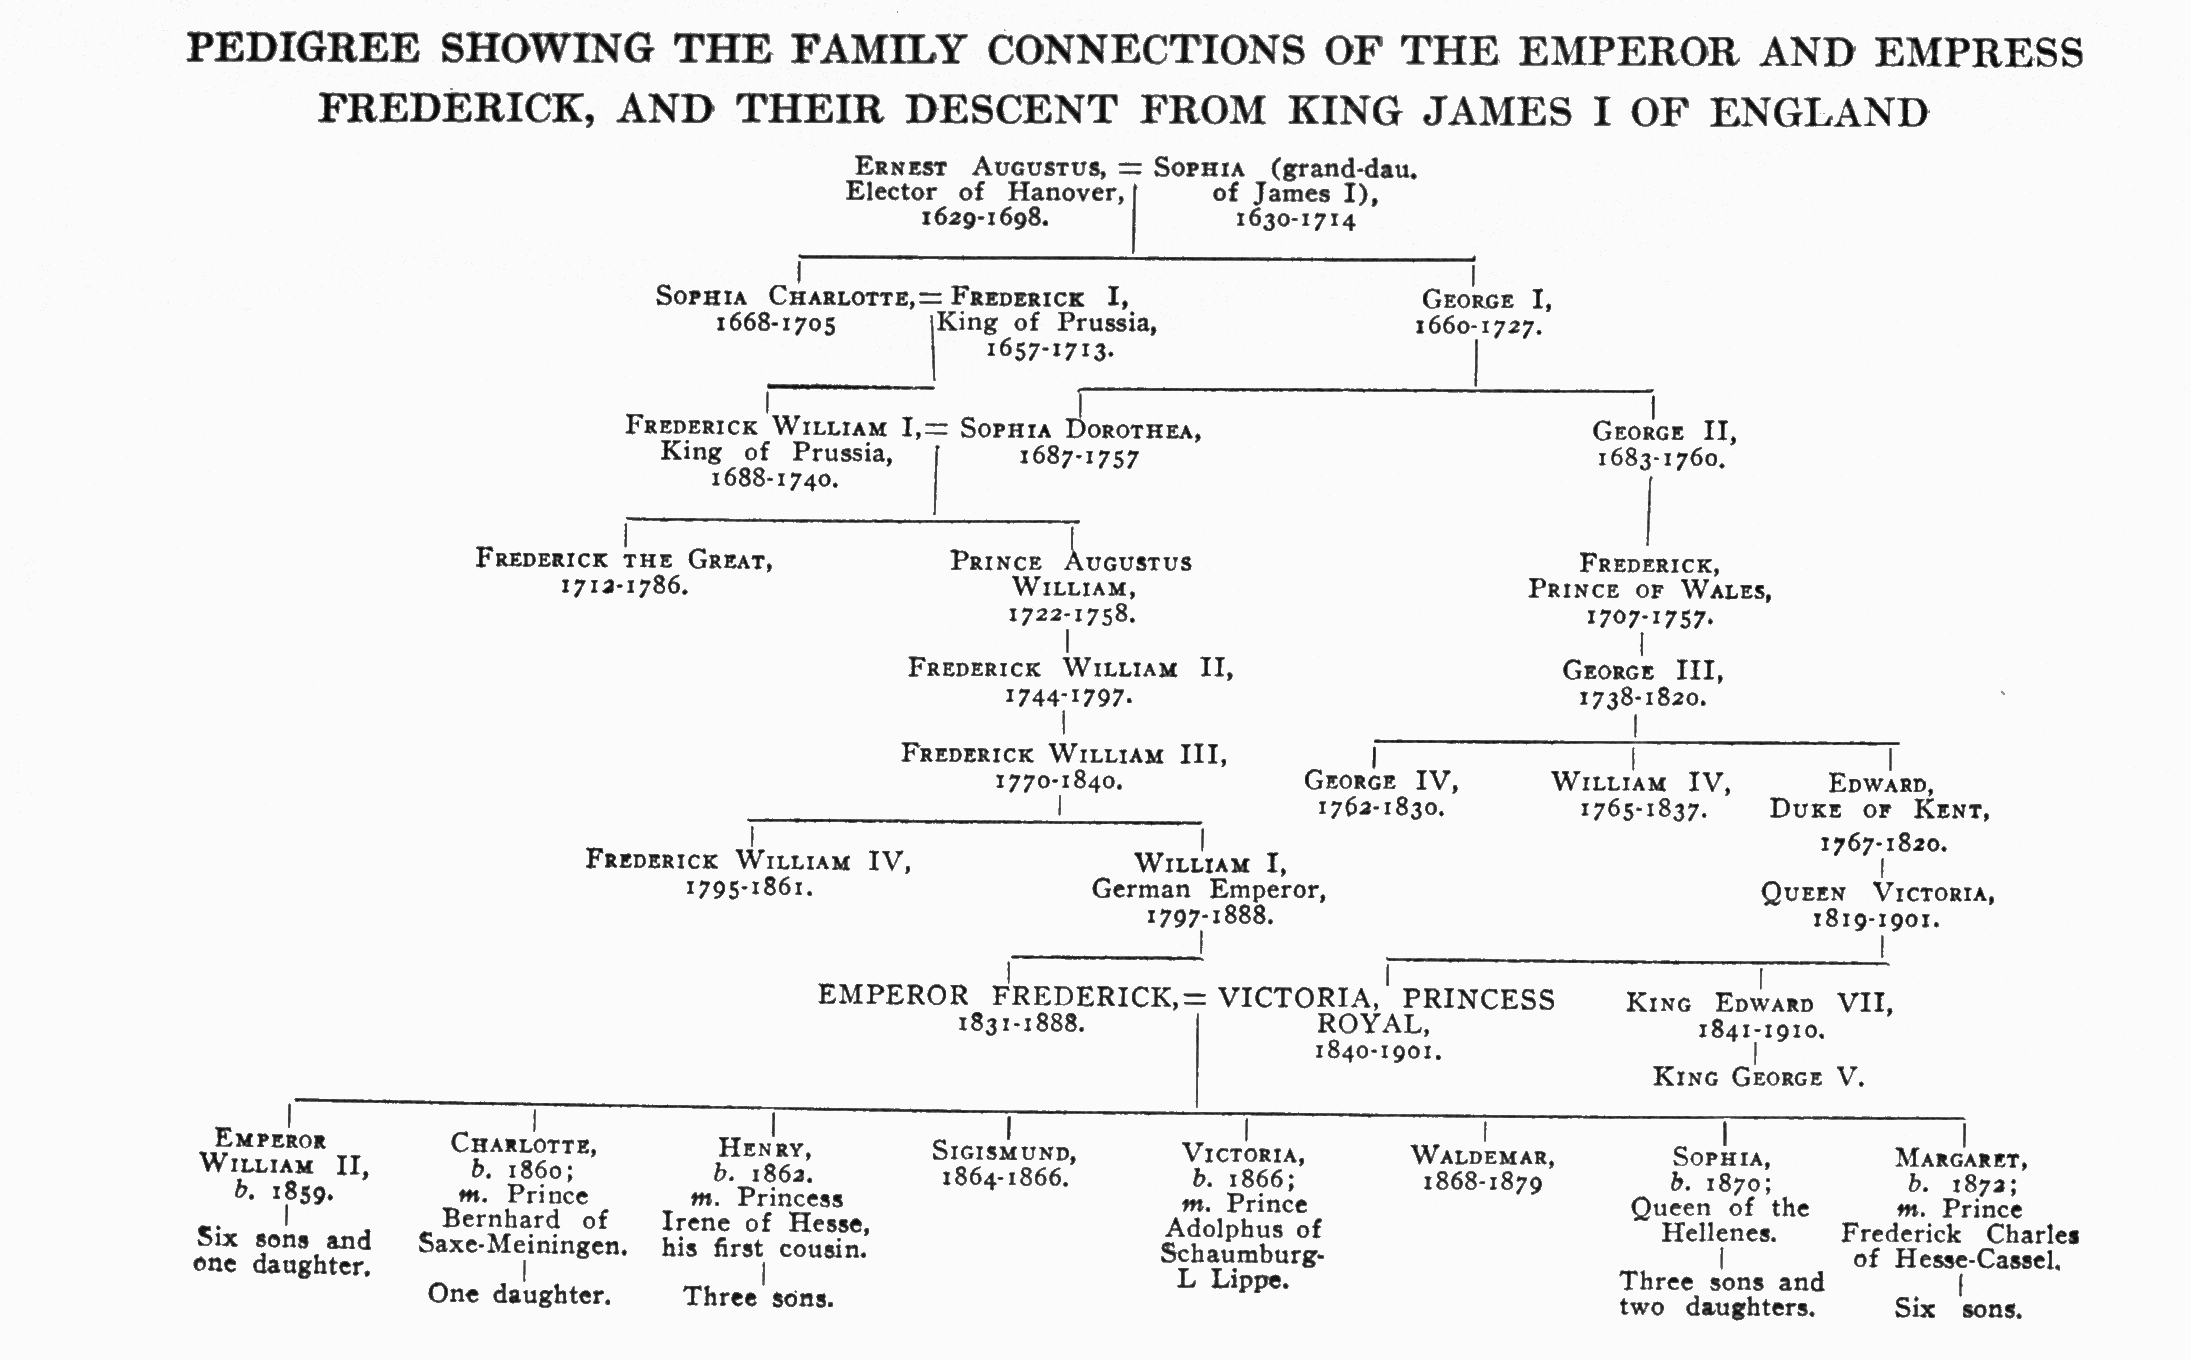 PEDIGREE SHOWING THE FAMILY CONNECTIONS OF THE EMPEROR AND EMPRESS
FREDERICK, AND THEIR DESCENT FROM KING JAMES I OF ENGLAND
ERNEST AUGUSTUS, = SOPHIA (grand-dau.
Elector of Hanover, of James I),
1629-1698. 1630-1714
SOPHIA CHARLOTTE, = FREDERICK I,
1668-1705 King of Prussia,
1657-1713.
GEORGE I,
1660-1727.
FREDERICK WILLIAM I, = SOPHIA DOROTHEA,
King of Prussia, 1687-1757
1688-1740.
GEORGE II,
1683-1760.
FREDERICK THE GREAT,
1712-1786.
PRINCE AUGUSTUS
WILLIAM,
1722-1758.
FREDERICK,
PRINCE OF WALES,
1707-1757.
FREDERICK WILLIAM II,
1744-1797.
GEORGE III,
1738-1820.
FREDERICK WILLIAM III,
1770-1840.
GEORGE IV,
1762-1830.
WILLIAM IV,
1765-1837.
EDWARD,
DUKE OF KENT,
1767-1820.
FREDERICK WILLIAM IV,
1795-1861.
WILLIAM I,
German Emperor,
1797-1888.
QUEEN VICTORIA,
1819-1901.
EMPEROR FREDERICK, = VICTORIA, PRINCESS
1831-1888. ROYAL,
1840-1901.
KING EDWARD VII,
1841-1910.
KING GEORGE V.
EMPEROR
WILLIAM II,
b. 1859.
Six sons and
one daughter.
CHARLOTTE,
b. 1860;
m. Prince
Bernhard of
Saxe-Meiningen.
One daughter.
HENRY,
b. 1862.
m. Princess
Irene of Hesse,
his first cousin.
Three sons.
SIGISMUND,
1864-1866.
VICTORIA,
b. 1866;
m. Prince
Adolphus of
Schaumburg-
L Lippe.
WALDEMAR,
1868-1879
SOPHIA,
b. 1870;
Queen of the
Hellenes.
Three sons and
two daughters.
MARGARET,
b. 1872;
m. Prince
Frederick Charles
of Hesse-Cassel.
Six sons.